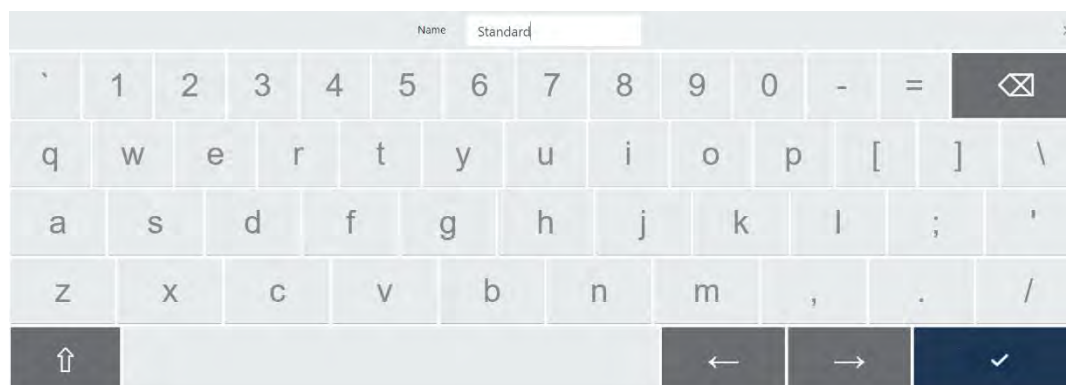 Name Standard
` 1 2 3 4 5 6 7 8 9 0 - = ⌫
q w e r t y u i o p [ ] \
a s d f g h j k l ; '
z x c v b n m , . /
⇧ ← → ✓